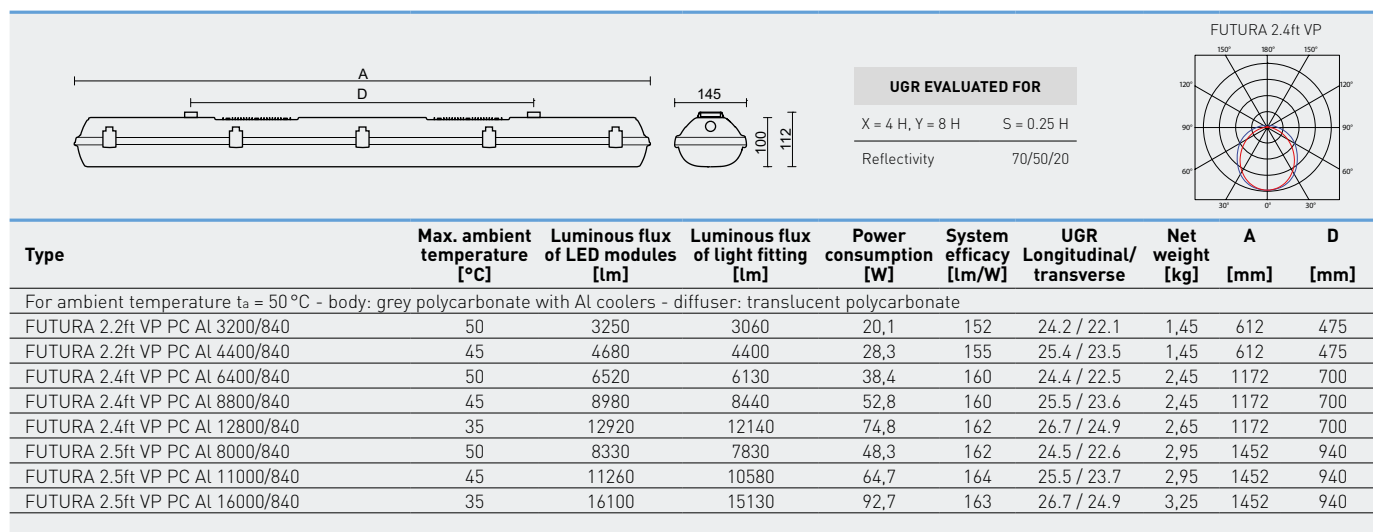 FUTURA 2.4ft VP
150° 180° 150°
120° 120°
90° 90°
60° 60°
30° 0° 30°
A
D
145
100
112
UGR EVALUATED FOR
X = 4 H, Y = 8 H S = 0.25 H
Reflectivity 70/50/20
Type Max. ambient temperature [°C] Luminous flux of LED modules [lm] Luminous flux of light fitting [lm] Power consumption [W] System efficacy [lm/W] UGR Longitudinal/ transverse Net weight [kg] A [mm] D [mm]
For ambient temperature ta = 50 °C - body: grey polycarbonate with Al coolers - diffuser: translucent polycarbonate
FUTURA 2.2ft VP PC Al 3200/840 50 3250 3060 20,1 152 24.2 / 22.1 1,45 612 475
FUTURA 2.2ft VP PC Al 4400/840 45 4680 4400 28,3 155 25.4 / 23.5 1,45 612 475
FUTURA 2.4ft VP PC Al 6400/840 50 6520 6130 38,4 160 24.4 / 22.5 2,45 1172 700
FUTURA 2.4ft VP PC Al 8800/840 45 8980 8440 52,8 160 25.5 / 23.6 2,45 1172 700
FUTURA 2.4ft VP PC Al 12800/840 35 12920 12140 74,8 162 26.7 / 24.9 2,65 1172 700
FUTURA 2.5ft VP PC Al 8000/840 50 8330 7830 48,3 162 24.5 / 22.6 2,95 1452 940
FUTURA 2.5ft VP PC Al 11000/840 45 11260 10580 64,7 164 25.5 / 23.7 2,95 1452 940
FUTURA 2.5ft VP PC Al 16000/840 35 16100 15130 92,7 163 26.7 / 24.9 3,25 1452 940